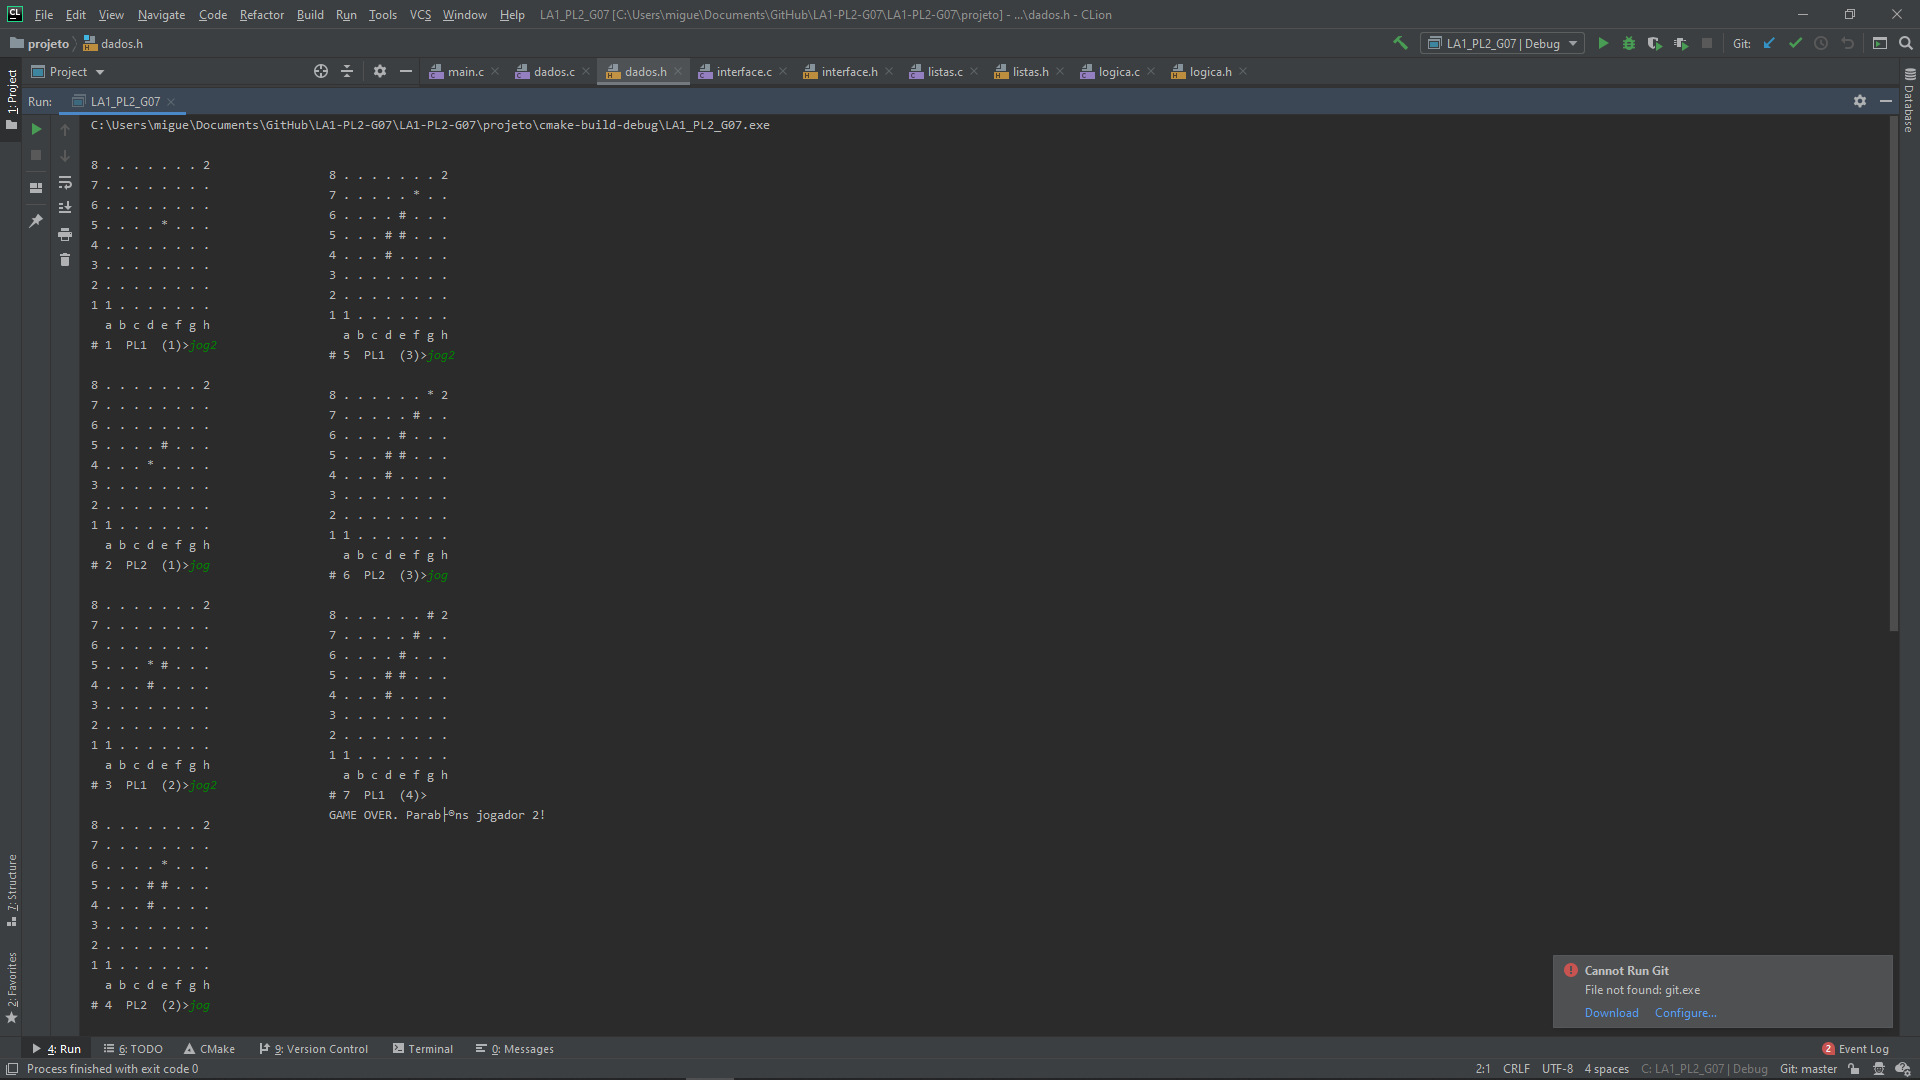 CL File Edit View Navigate Code Refactor Build Run Tools VCS Window Help LA1_PL2_G07 [C:\Users\migue\Documents\GitHub\LA1-PL2-G07\LA1-PL2-G07\projeto] - ...\dados.h - CLion
projeto dados.h LA1_PL2_G07 | Debug Git:
Project main.c dados.c dados.h interface.c interface.h listas.c listas.h logica.c logica.h
1: Project
Database
Run: LA1_PL2_G07
C:\Users\migue\Documents\GitHub\LA1-PL2-G07\LA1-PL2-G07\projeto\cmake-build-debug\LA1_PL2_G07.exe
8 . . . . . . . 2
7 . . . . . . . .
6 . . . . . . . .
5 . . . . * . . .
4 . . . . . . . .
3 . . . . . . . .
2 . . . . . . . .
1 1 . . . . . . .
a b c d e f g h
# 1 PL1 (1)>jog2
8 . . . . . . . 2
7 . . . . . . . .
6 . . . . . . . .
5 . . . . # . . .
4 . . . * . . . .
3 . . . . . . . .
2 . . . . . . . .
1 1 . . . . . . .
a b c d e f g h
# 2 PL2 (1)>jog
8 . . . . . . . 2
7 . . . . . . . .
6 . . . . . . . .
5 . . . * # . . .
4 . . . # . . . .
3 . . . . . . . .
2 . . . . . . . .
1 1 . . . . . . .
a b c d e f g h
# 3 PL1 (2)>jog2
8 . . . . . . . 2
7 . . . . . . . .
6 . . . . * . . .
5 . . . # # . . .
4 . . . # . . . .
3 . . . . . . . .
2 . . . . . . . .
1 1 . . . . . . .
a b c d e f g h
# 4 PL2 (2)>jog
8 . . . . . . . 2
7 . . . . . * . .
6 . . . . # . . .
5 . . . # # . . .
4 . . . # . . . .
3 . . . . . . . .
2 . . . . . . . .
1 1 . . . . . . .
a b c d e f g h
# 5 PL1 (3)>jog2
8 . . . . . . * 2
7 . . . . . # . .
6 . . . . # . . .
5 . . . # # . . .
4 . . . # . . . .
3 . . . . . . . .
2 . . . . . . . .
1 1 . . . . . . .
a b c d e f g h
# 6 PL2 (3)>jog
8 . . . . . . # 2
7 . . . . . # . .
6 . . . . # . . .
5 . . . # # . . .
4 . . . # . . . .
3 . . . . . . . .
2 . . . . . . . .
1 1 . . . . . . .
a b c d e f g h
# 7 PL1 (4)>
GAME OVER. Parab├®ns jogador 2!
7: Structure
2: Favorites
Cannot Run Git
File not found: git.exe
Download Configure...
4: Run 6: TODO CMake 9: Version Control Terminal 0: Messages 2 Event Log
Process finished with exit code 0 2:1 CRLF UTF-8 4 spaces C: LA1_PL2_G07 | Debug Git: master